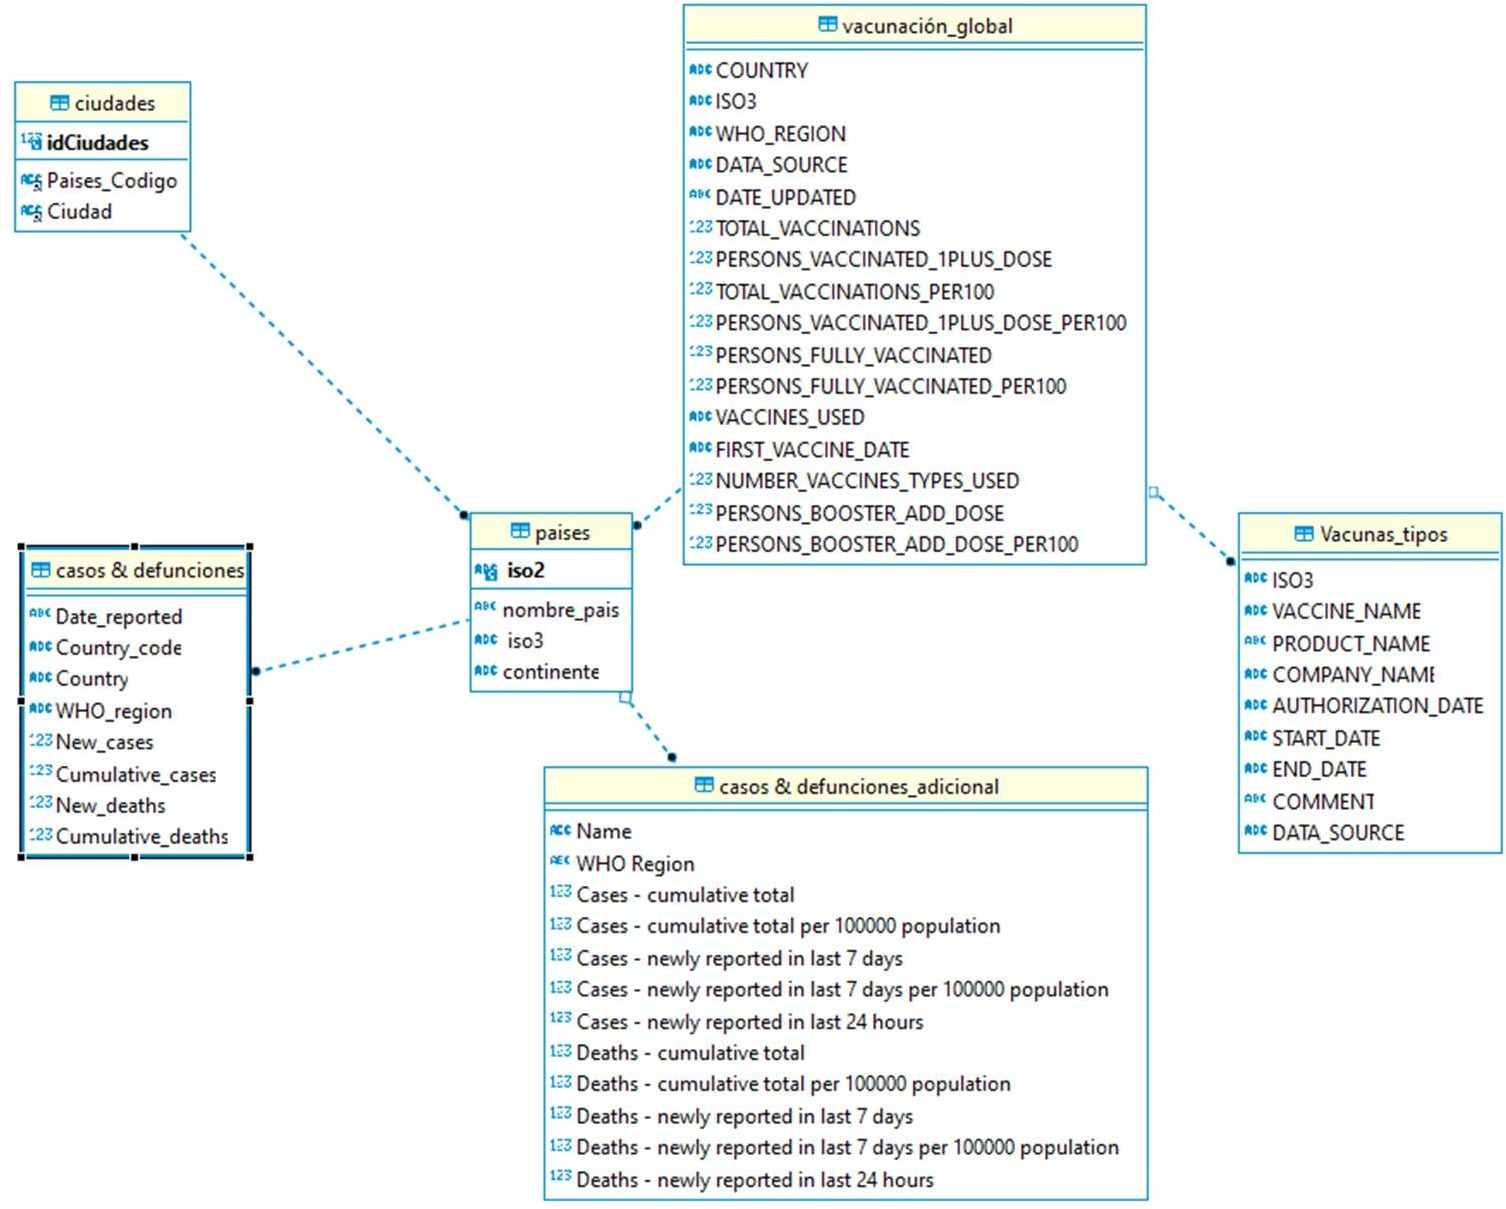 ciudades
idCiudades
Paises_Codigo
Ciudad
vacunación_global
COUNTRY
ISO3
WHO_REGION
DATA_SOURCE
DATE_UPDATED
TOTAL_VACCINATIONS
PERSONS_VACCINATED_1PLUS_DOSE
TOTAL_VACCINATIONS_PER100
PERSONS_VACCINATED_1PLUS_DOSE_PER100
PERSONS_FULLY_VACCINATED
PERSONS_FULLY_VACCINATED_PER100
VACCINES_USED
FIRST_VACCINE_DATE
NUMBER_VACCINES_TYPES_USED
PERSONS_BOOSTER_ADD_DOSE
PERSONS_BOOSTER_ADD_DOSE_PER100
casos & defunciones
Date_reported
Country_code
Country
WHO_region
New_cases
Cumulative_cases
New_deaths
Cumulative_deaths
paises
iso2
nombre_pais
iso3
continente
Vacunas_tipos
ISO3
VACCINE_NAME
PRODUCT_NAME
COMPANY_NAME
AUTHORIZATION_DATE
START_DATE
END_DATE
COMMENT
DATA_SOURCE
casos & defunciones_adicional
Name
WHO Region
Cases - cumulative total
Cases - cumulative total per 100000 population
Cases - newly reported in last 7 days
Cases - newly reported in last 7 days per 100000 population
Cases - newly reported in last 24 hours
Deaths - cumulative total
Deaths - cumulative total per 100000 population
Deaths - newly reported in last 7 days
Deaths - newly reported in last 7 days per 100000 population
Deaths - newly reported in last 24 hours